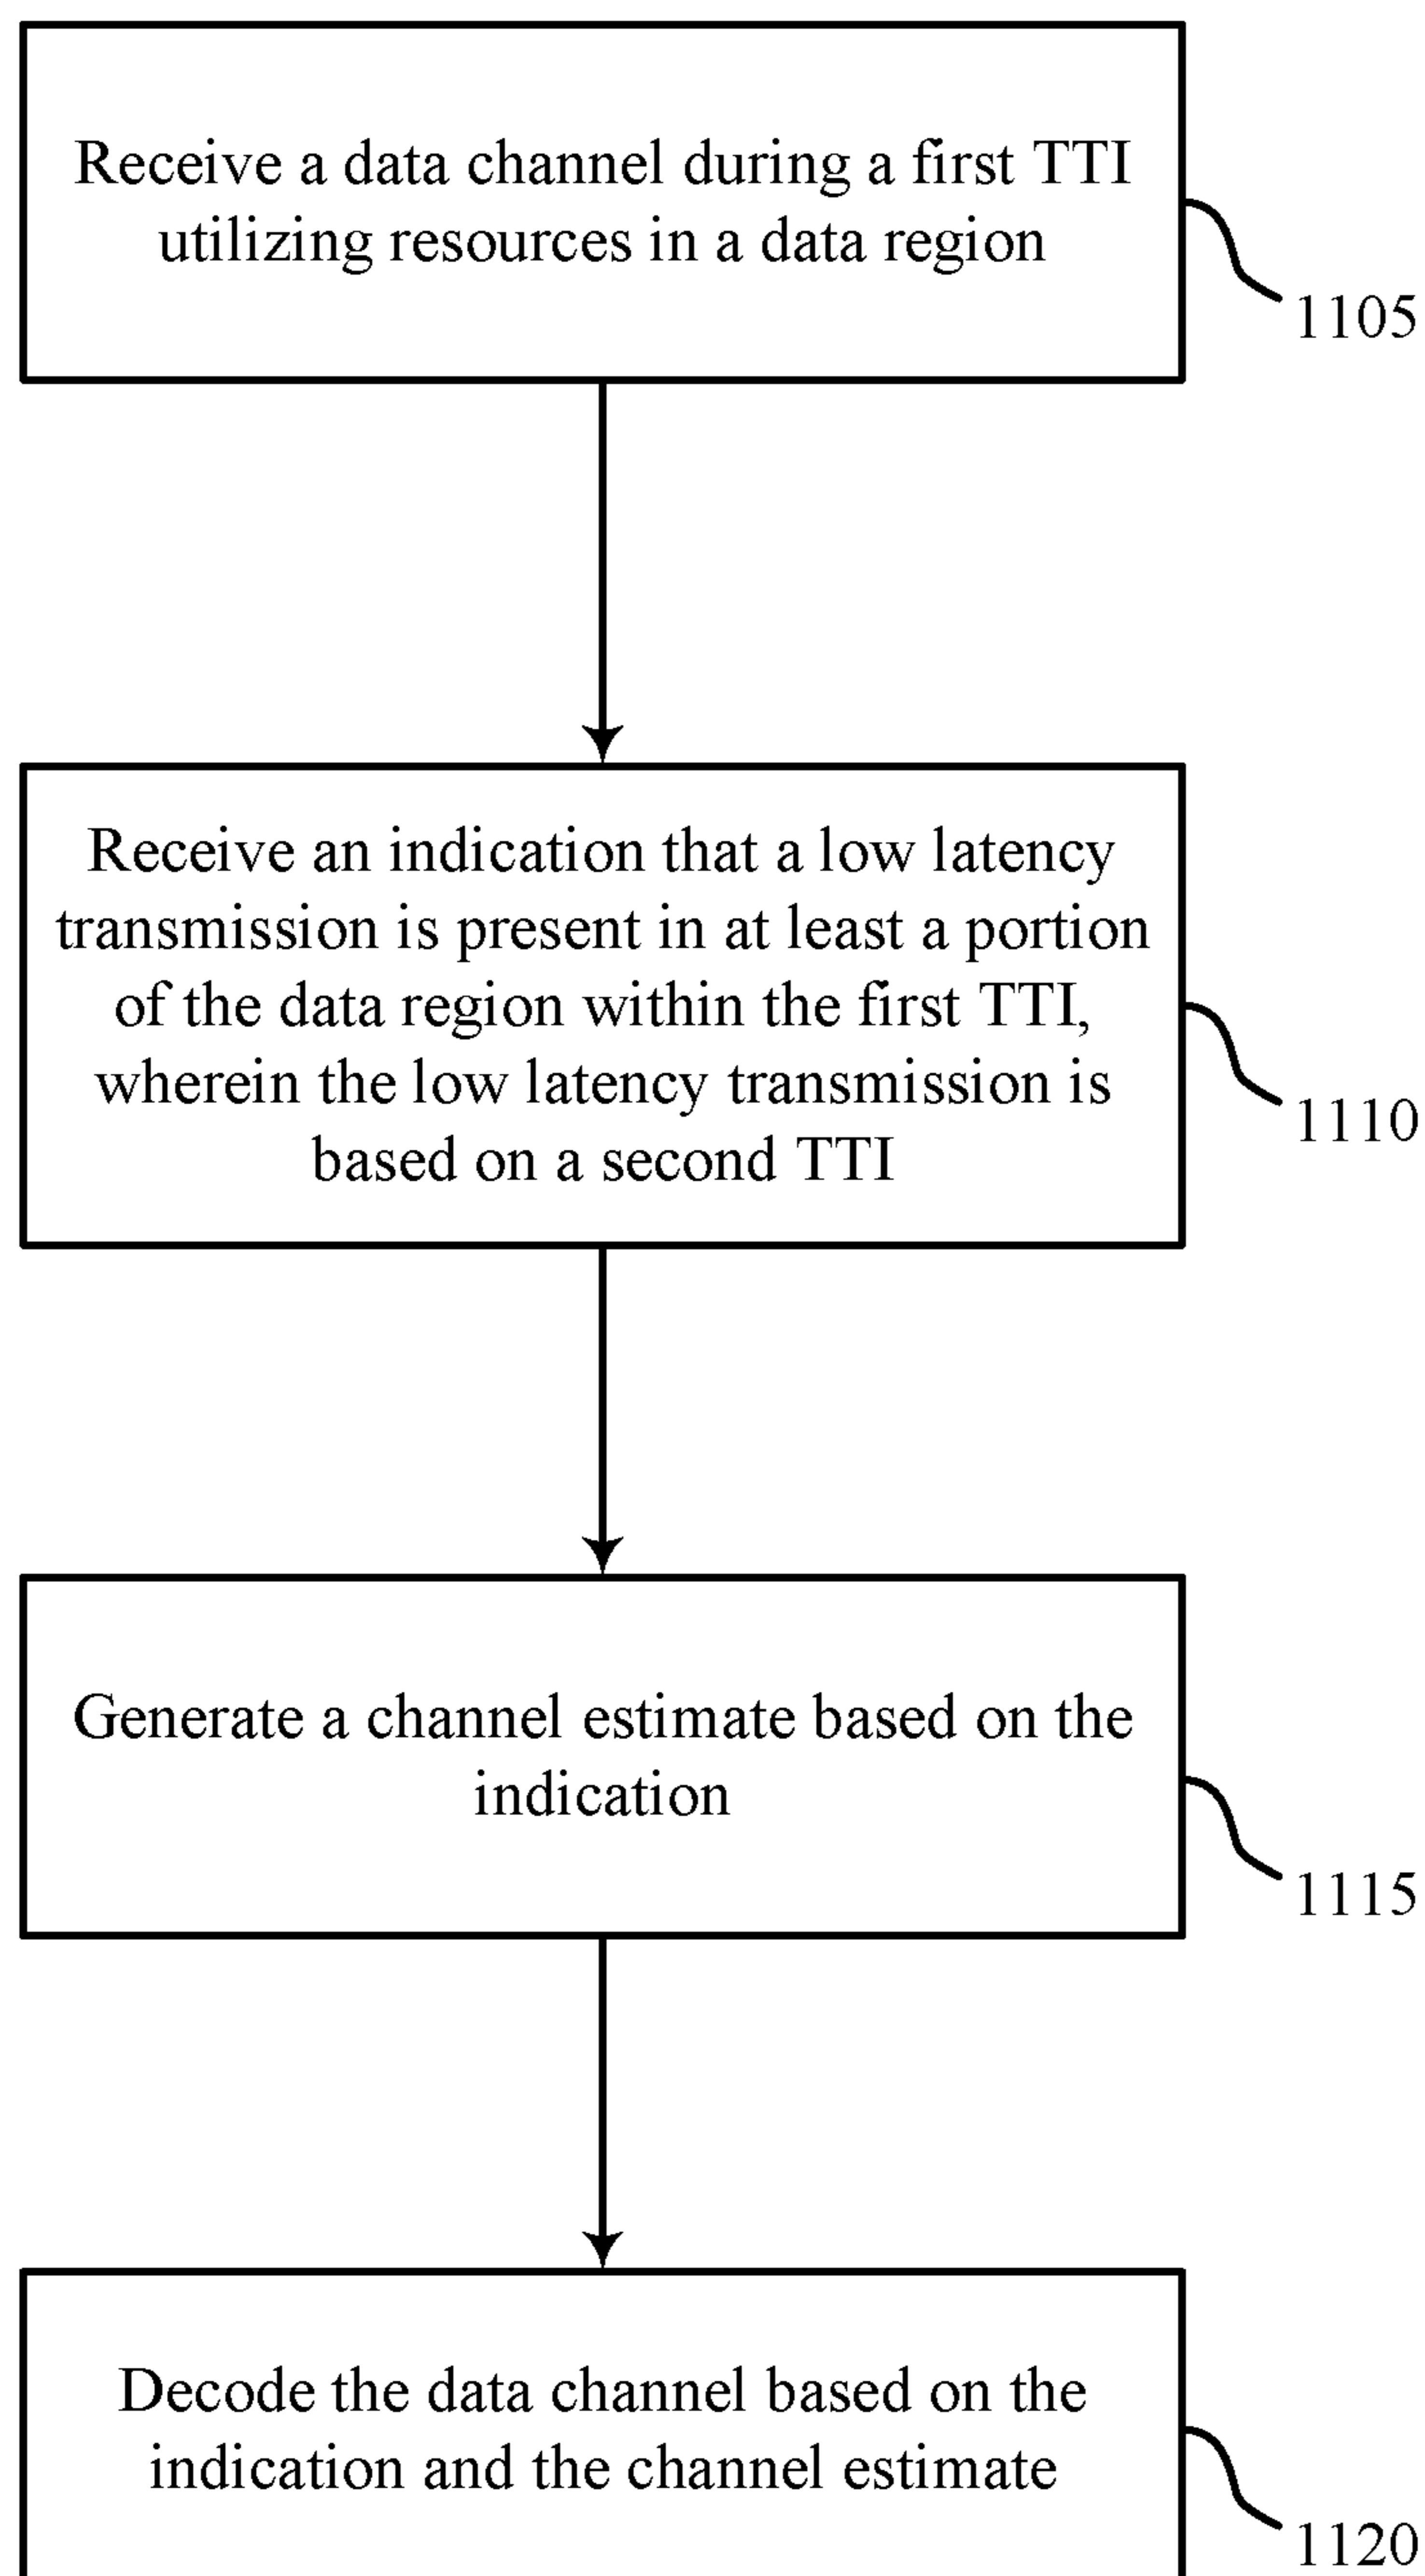 Receive a data channel during a first TTI
utilizing resources in a data region
1105
Receive an indication that a low latency
transmission is present in at least a portion
of the data region within the first TTI,
wherein the low latency transmission is
based on a second TTI
1110
Generate a channel estimate based on the
indication
1115
Decode the data channel based on the
indication and the channel estimate
1120